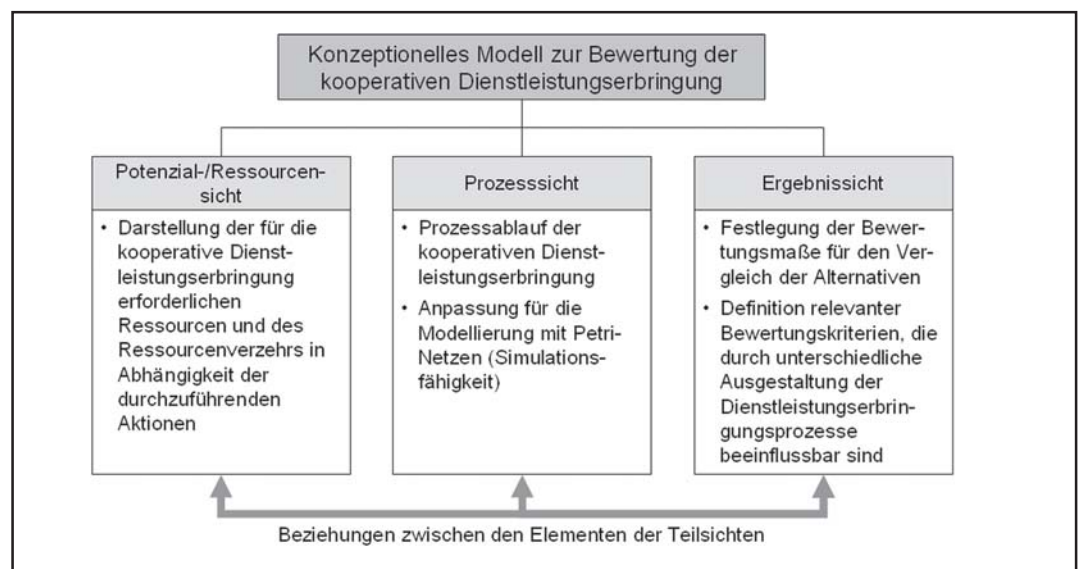 Konzeptionelles Modell zur Bewertung der
kooperativen Dienstleistungserbringung
Potenzial-/Ressourcen-
sicht
• Darstellung der für die
kooperative Dienst-
leistungserbringung
erforderlichen
Ressourcen und des
Ressourcenverzehrs in
Abhängigkeit der
durchzuführenden
Aktionen
Prozesssicht
• Prozessablauf der
kooperativen Dienst-
leistungserbringung
• Anpassung für die
Modellierung mit Petri-
Netzen (Simulations-
fähigkeit)
Ergebnissicht
• Festlegung der Bewer-
tungsmaße für den Ver-
gleich der Alternativen
• Definition relevanter
Bewertungskriterien, die
durch unterschiedliche
Ausgestaltung der
Dienstleistungserbrin-
gungsprozesse
beeinflussbar sind
Beziehungen zwischen den Elementen der Teilsichten